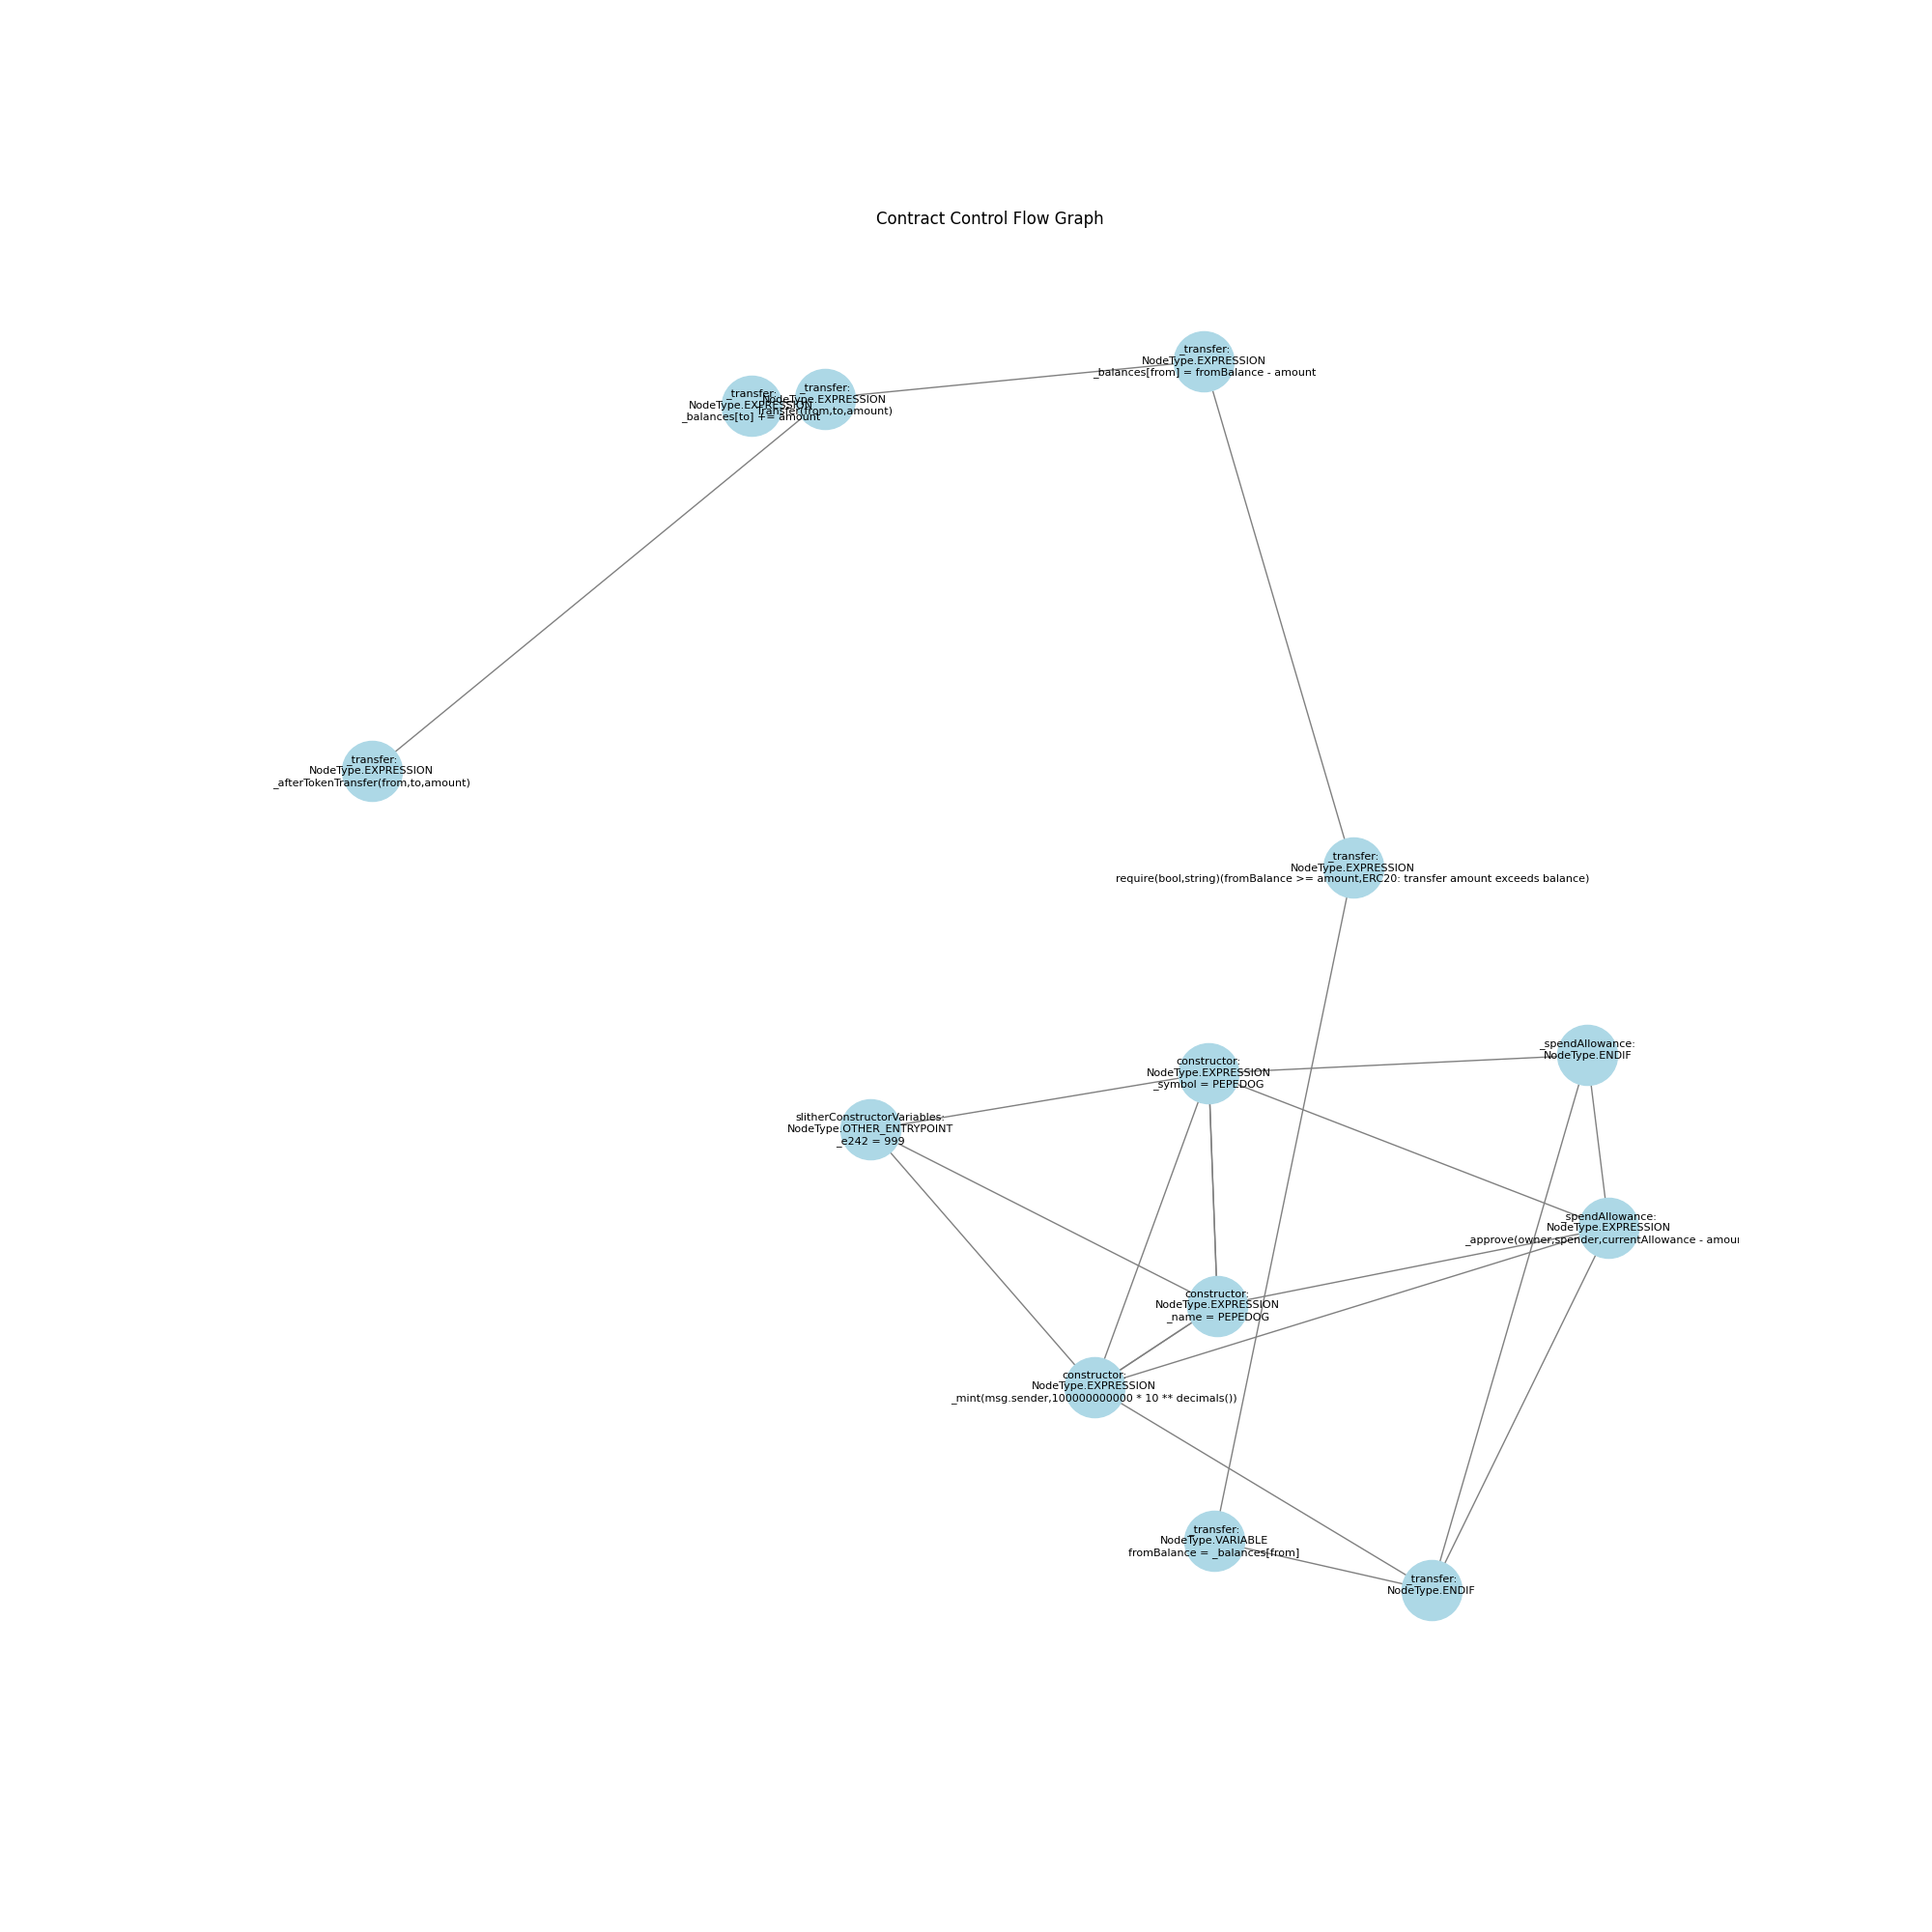 Contract Control Flow Graph
_transfer:
NodeType.EXPRESSION
_balances[from] = fromBalance - amount
_transfer:
NodeType.EXPRESSION
Transfer(from,to,amount)
_transfer:
NodeType.EXPRESSION
_balances[to] += amount
_transfer:
NodeType.EXPRESSION
_afterTokenTransfer(from,to,amount)
_transfer:
NodeType.EXPRESSION
require(bool,string)(fromBalance >= amount,ERC20: transfer amount exceeds balance)
_spendAllowance:
NodeType.ENDIF
constructor:
NodeType.EXPRESSION
_symbol = PEPEDOG
slitherConstructorVariables:
NodeType.OTHER_ENTRYPOINT
_e242 = 999
_spendAllowance:
NodeType.EXPRESSION
_approve(owner,spender,currentAllowance - amou
constructor:
NodeType.EXPRESSION
_name = PEPEDOG
constructor:
NodeType.EXPRESSION
_mint(msg.sender,100000000000 * 10 ** decimals())
_transfer:
NodeType.VARIABLE
fromBalance = _balances[from]
_transfer:
NodeType.ENDIF